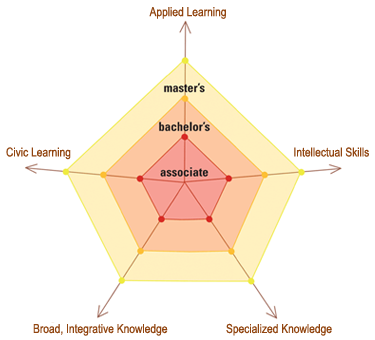 Applied Learning
master's
bachelor's
Civic Learning
Intellectual Skills
associate
Broad, Integrative Knowledge
Specialized Knowledge